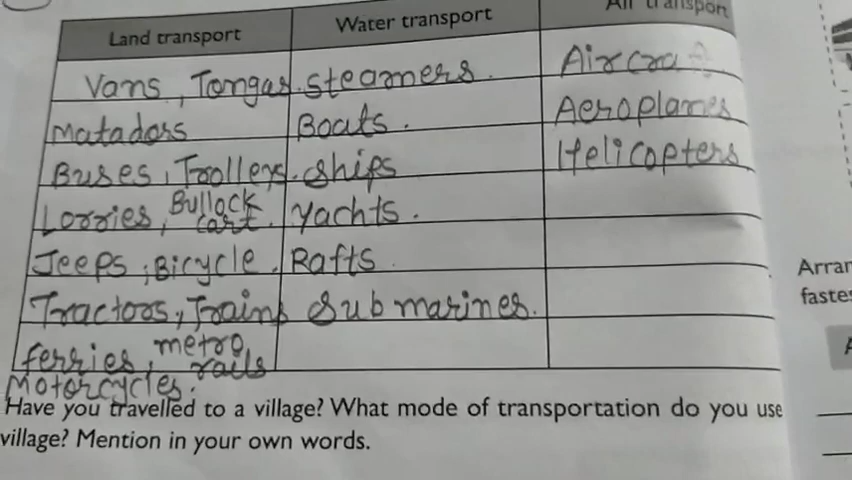 Land transport Water transport Air transport
Vans, Tongas. steamers. Aircra
Matadors Boats. Aeroplanes
Buses, Trolleys. ships Helicopters
Lorries, Bullock cart. Yachts.
Jeeps, Bicycle. Rafts.
Tractors, Trains Submarines.
ferries, metro rails
Motorcycles.
Have you travelled to a village? What mode of transportation do you use
village? Mention in your own words.
Arran
faste